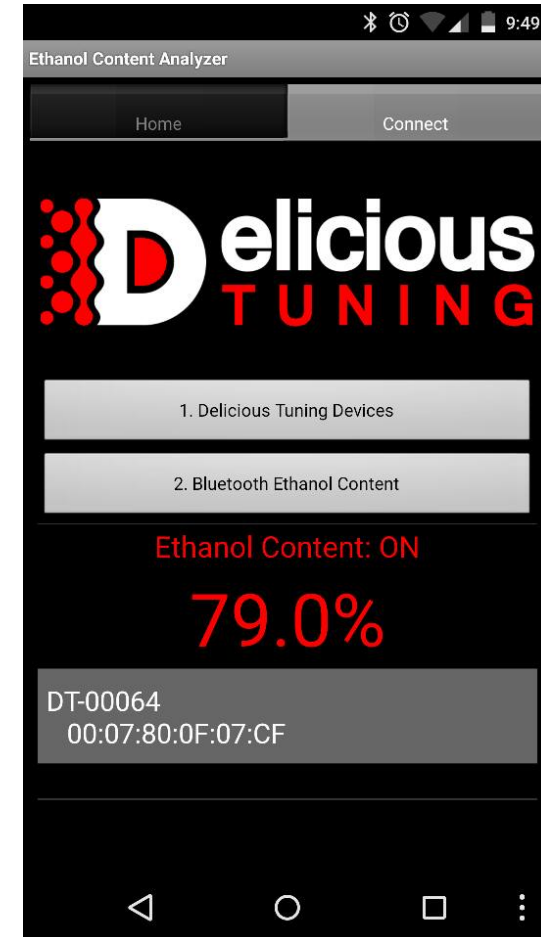 9:49
Ethanol Content Analyzer
Home Connect
Delicious
TUNING
1. Delicious Tuning Devices
2. Bluetooth Ethanol Content
Ethanol Content: ON
79.0%
DT-00064
00:07:80:0F:07:CF